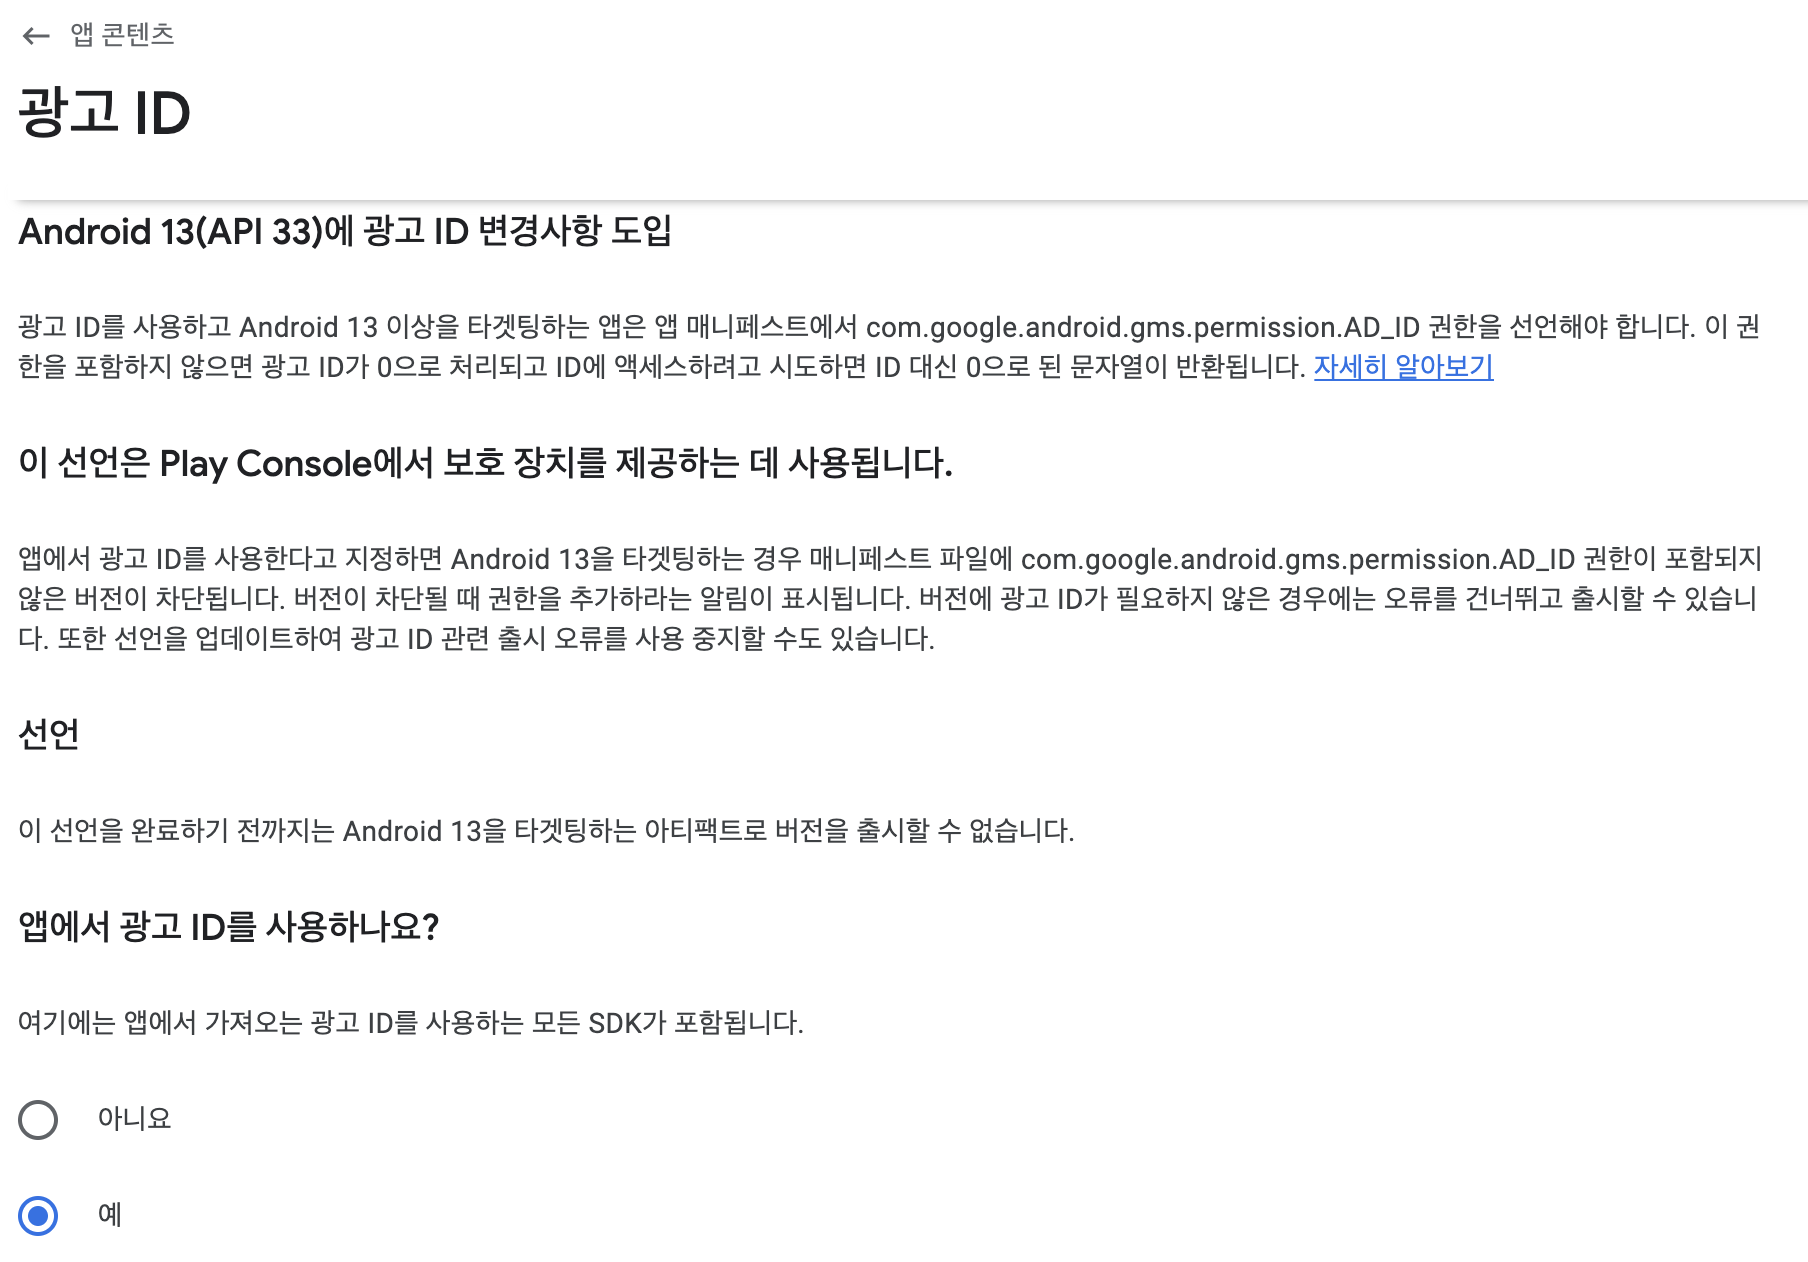 앱 콘텐츠
광고 ID
Android 13(API 33)에 광고 ID 변경사항 도입
광고 ID를 사용하고 Android 13 이상을 타겟팅하는 앱은 앱 매니페스트에서 com.google.android.gms.permission.AD_ID 권한을 선언해야 합니다. 이 권
한을 포함하지 않으면 광고 ID가 0으로 처리되고 ID에 액세스하려고 시도하면 ID 대신 0으로 된 문자열이 반환됩니다. 자세히 알아보기
이 선언은 Play Console에서 보호 장치를 제공하는 데 사용됩니다.
앱에서 광고 ID를 사용한다고 지정하면 Android 13을 타겟팅하는 경우 매니페스트 파일에 com.google.android.gms.permission.AD_ID 권한이 포함되지
않은 버전이 차단됩니다. 버전이 차단될 때 권한을 추가하라는 알림이 표시됩니다. 버전에 광고 ID가 필요하지 않은 경우에는 오류를 건너뛰고 출시할 수 있습니
다. 또한 선언을 업데이트하여 광고 ID 관련 출시 오류를 사용 중지할 수도 있습니다.
선언
이 선언을 완료하기 전까지는 Android 13을 타겟팅하는 아티팩트로 버전을 출시할 수 없습니다.
앱에서 광고 ID를 사용하나요?
여기에는 앱에서 가져오는 광고 ID를 사용하는 모든 SDK가 포함됩니다.
아니요
예